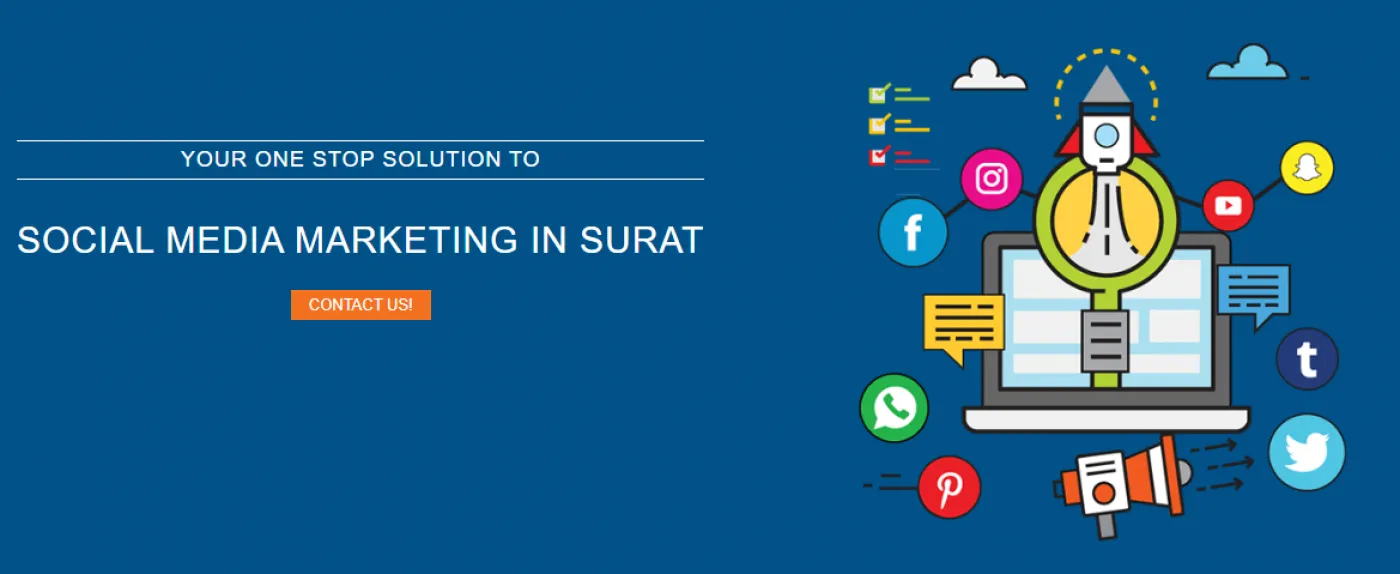 YOUR ONE STOP SOLUTION TO
SOCIAL MEDIA MARKETING IN SURAT
CONTACT US!